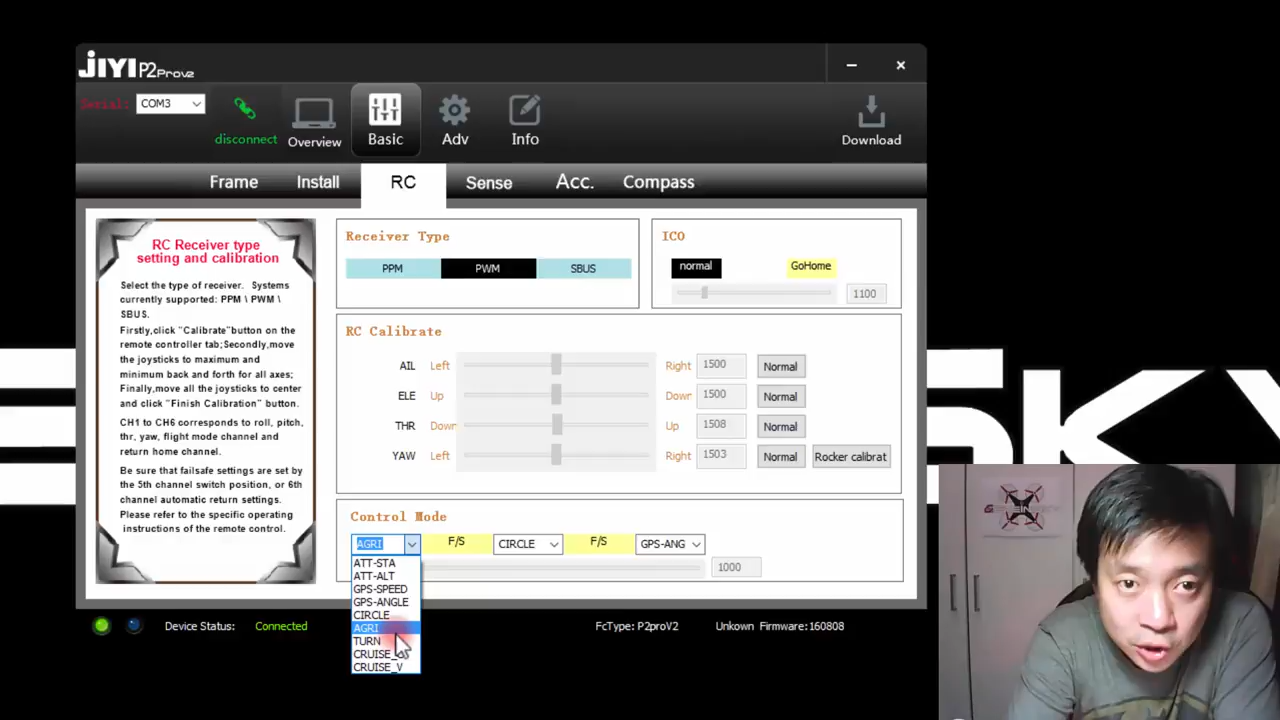 JIYI P2Prov2
Serial: COM3
disconnect
Overview
Basic
Adv
Info
Download
Frame
Install
RC
Sense
Acc.
Compass
RC Receiver type
setting and calibration
Select the type of receiver. Systems
currently supported: PPM \ PWM \
SBUS.
Firstly,click "Calibrate"button on the
remote controller tab;Secondly,move
the joysticks to maximum and
minimum back and forth for all axes;
Finally,move all the joysticks to center
and click "Finish Calibration" button.
CH1 to CH6 corresponds to roll, pitch,
thr, yaw, flight mode channel and
return home channel.
Be sure that failsafe settings are set by
the 5th channel switch position, or 6th
channel automatic return settings.
Please refer to the specific operating
instructions of the remote control.
Receiver Type
PPM PWM SBUS
ICO
normal GoHome
1100
RC Calibrate
AIL Left Right 1500 Normal
ELE Up Down 1500 Normal
THR Down Up 1508 Normal
YAW Left Right 1503 Normal Rocker calibrat
Control Mode
AGRI F/S CIRCLE F/S GPS-ANG
1000
ATT-STA
ATT-ALT
GPS-SPEED
GPS-ANGLE
CIRCLE
AGRI
TURN
CRUISE_
CRUISE_V
Device Status: Connected
FcType: P2proV2
Unkown Firmware:160808